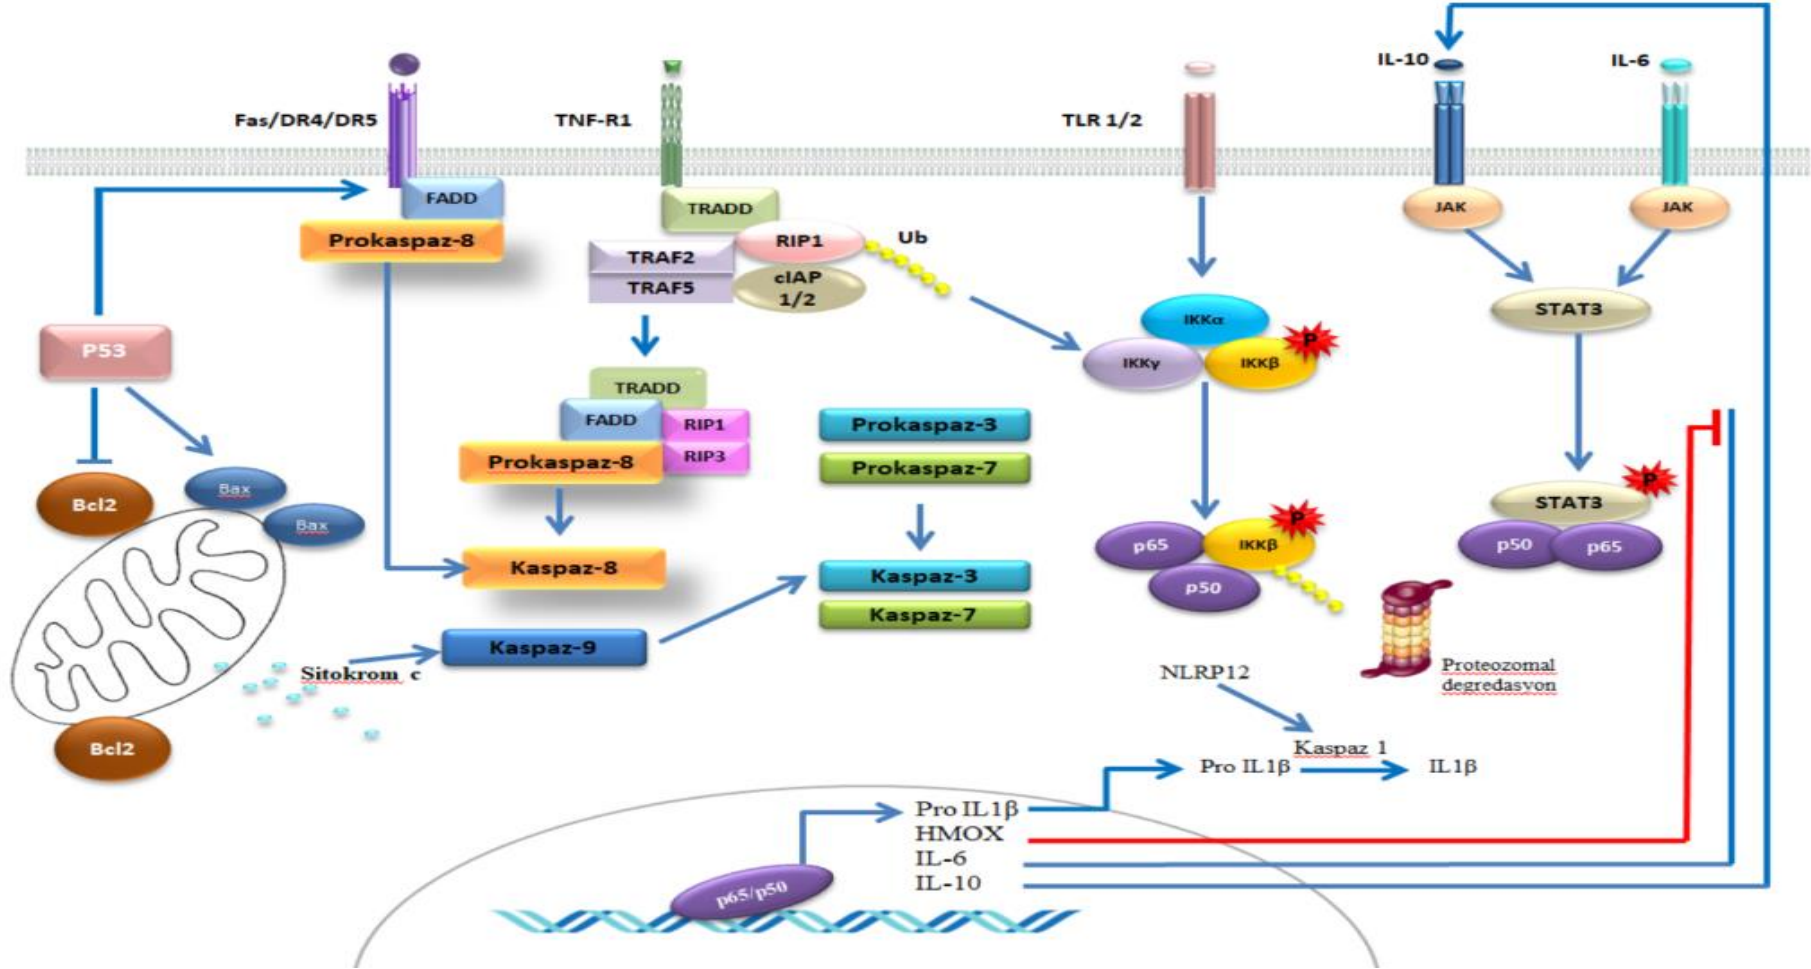 IL-10
IL-6
Fas/DR4/DR5
TNF-R1
TLR 1/2
FADD
Prokaspaz-8
TRADD
RIP1
Ub
TRAF2
TRAF5
cIAP
1/2
JAK
JAK
STAT3
P53
IKKα
IKKγ
IKKβ
P
TRADD
FADD
RIP1
RIP3
Prokaspaz-8
Prokaspaz-3
Prokaspaz-7
Bcl2
Bax
Bax
Kaspaz-8
Kaspaz-3
Kaspaz-7
p65
IKKβ
P
p50
STAT3
P
p50
p65
Kaspaz-9
Sitokrom c
Bcl2
NLRP12
Proteozomal
degredasyon
Kaspaz 1
Pro IL1β
IL1β
Pro IL1β
HMOX
IL-6
IL-10
p65/p50